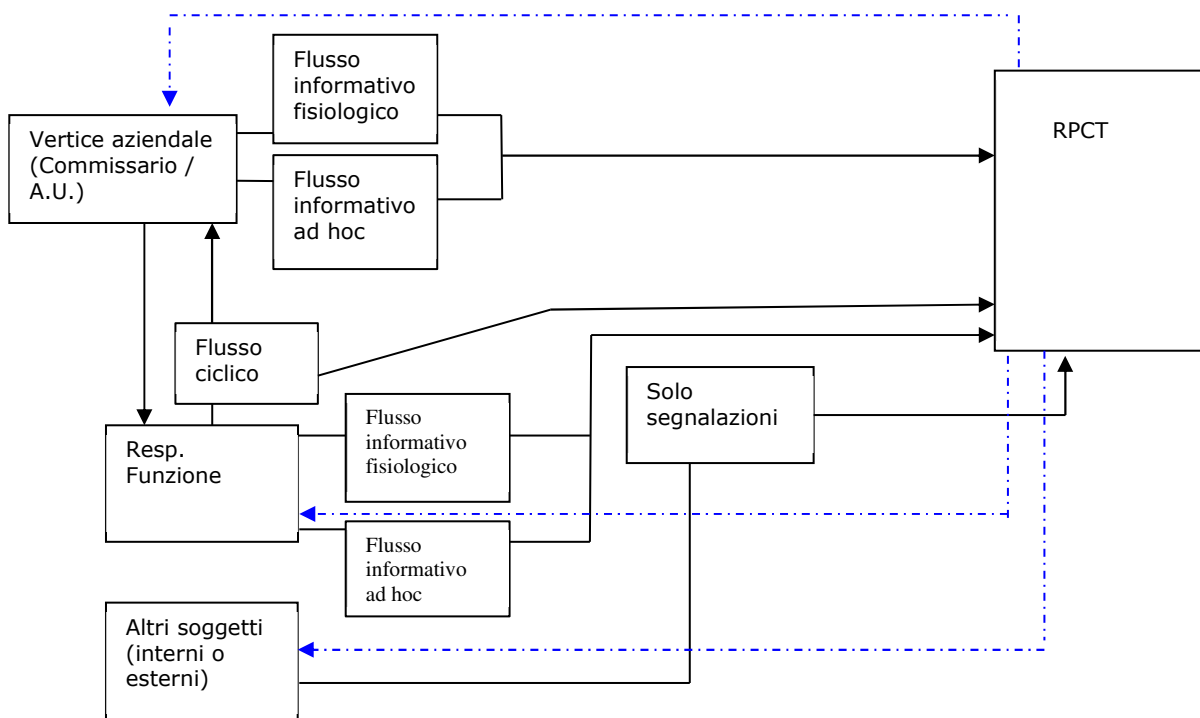 Flusso
informativo
fisiologico
RPCT
Vertice aziendale
(Commissario /
A.U.)
Flusso
informativo
ad hoc
Flusso
ciclico
Solo
segnalazioni
Resp.
Funzione
Flusso
informativo
fisiologico
Flusso
informativo
ad hoc
Altri soggetti
(interni o
esterni)